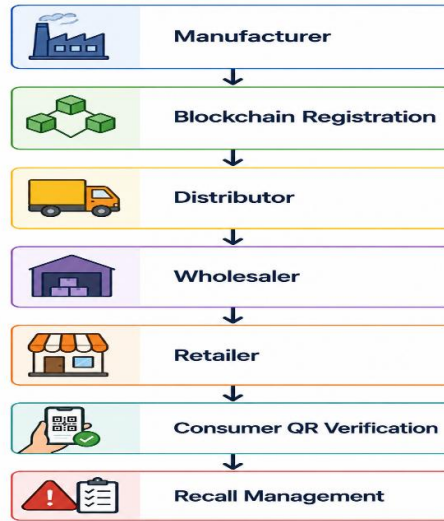 Manufacturer
Blockchain Registration
Distributor
Wholesaler
Retailer
Consumer QR Verification
Recall Management